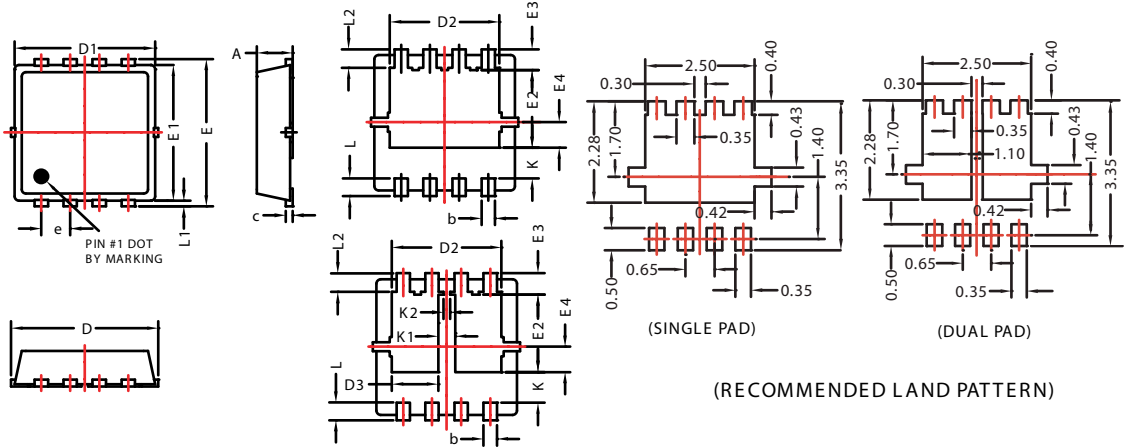 D1
E1
E
L1
e
PIN #1 DOT
BY MARKING
A
c
D
L2
D2
E3
E2
E4
L
K
b
L2
D2
E3
K2
K1
E2
E4
D3
L
K
b
2.50
0.40
0.30
2.28
1.70
0.35
0.43
1.40
3.35
0.42
0.65
0.50
0.35
(SINGLE PAD)
2.50
0.40
0.30
2.28
1.70
0.35
0.43
1.10
1.40
3.35
0.42
0.65
0.50
0.35
(DUAL PAD)
(RECOMMENDED LAND PATTERN)